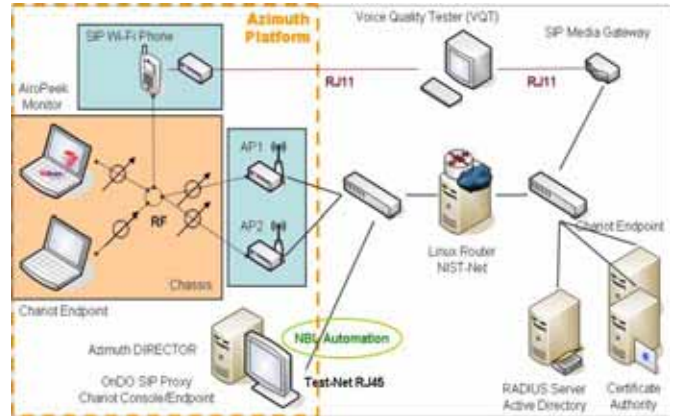 Azimuth
Platform
Voice Quality Tester (VQT)
SIP Media Gateway
SIP Wi-Fi Phone
AiroPeek
Monitor
RJ11
RJ11
AP1
RF
AP2
Linux Router
NIST-Net
Chariot Endpoint
Chassis
Chariot Endpoint
NBL Automation
Azimuth DIRECTOR
OnDO SIP Proxy
Chariot Console/Endpoint
Test-Net RJ45
RADIUS Server
Active Directory
Certificate
Authority